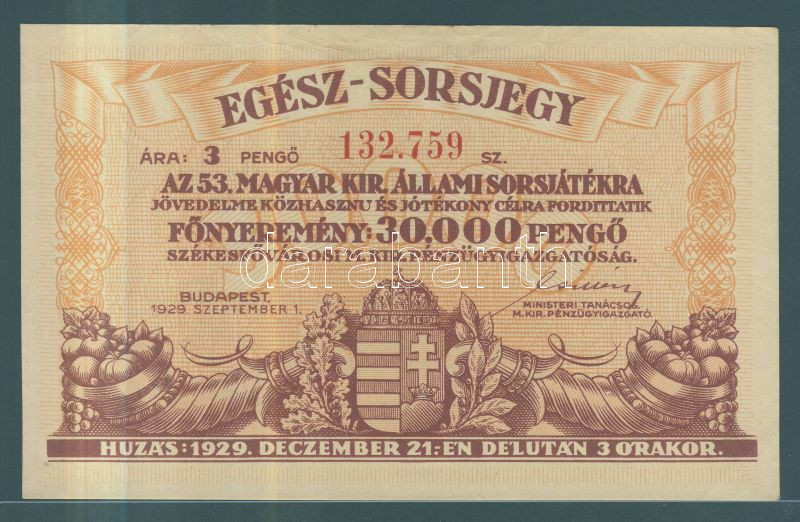 EGÉSZ-SORSJEGY
ÁRA: 3 PENGŐ 132.759 SZ.
AZ 53. MAGYAR KIR. ÁLLAMI SORSJÁTÉKRA
JÖVEDELME KÖZHASZNU ÉS JÓTÉKONY CÉLRA FORDITTATIK
FŐNYEREMÉNY: 30.000 PENGŐ
SZÉKESFŐVÁROSI M. KIR. PÉNZÜGYIGAZGATÓSÁG.
darabanth
BUDAPEST,
1929. SZEPTEMBER 1.
MINISTERI TANÁCSOS,
M. KIR. PÉNZÜGYIGAZGATÓ.
HUZÁS: 1929. DECZEMBER 21.-ÉN DÉLUTÁN 3 ÓRAKOR.